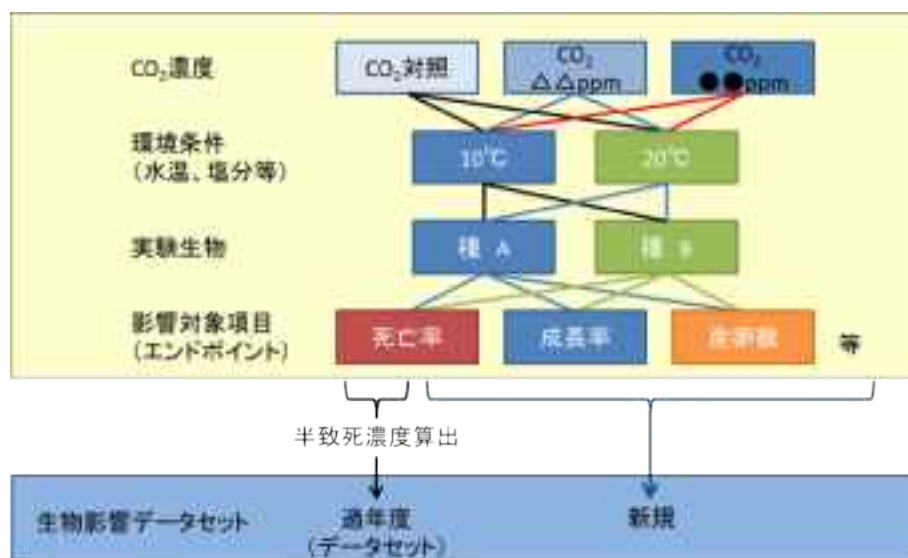 CO₂濃度
CO₂対照
CO₂
△△ppm
CO₂
●●ppm
環境条件
(水温、塩分等)
10℃
20℃
実験生物
種 A
種 B
影響対象項目
(エンドポイント)
死亡率
成長率
産卵数
等
半致死濃度算出
生物影響データセット
過年度
(データセット)
新規